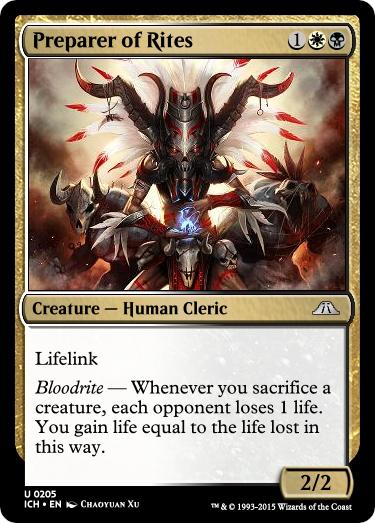 Preparer of Rites 1
Creature — Human Cleric
Lifelink
Bloodrite — Whenever you sacrifice a
creature, each opponent loses 1 life.
You gain life equal to the life lost in
this way.
2/2
U 0205
ICH • EN CHAOYUAN XU
™ & © 1993-2015 Wizards of the Coast